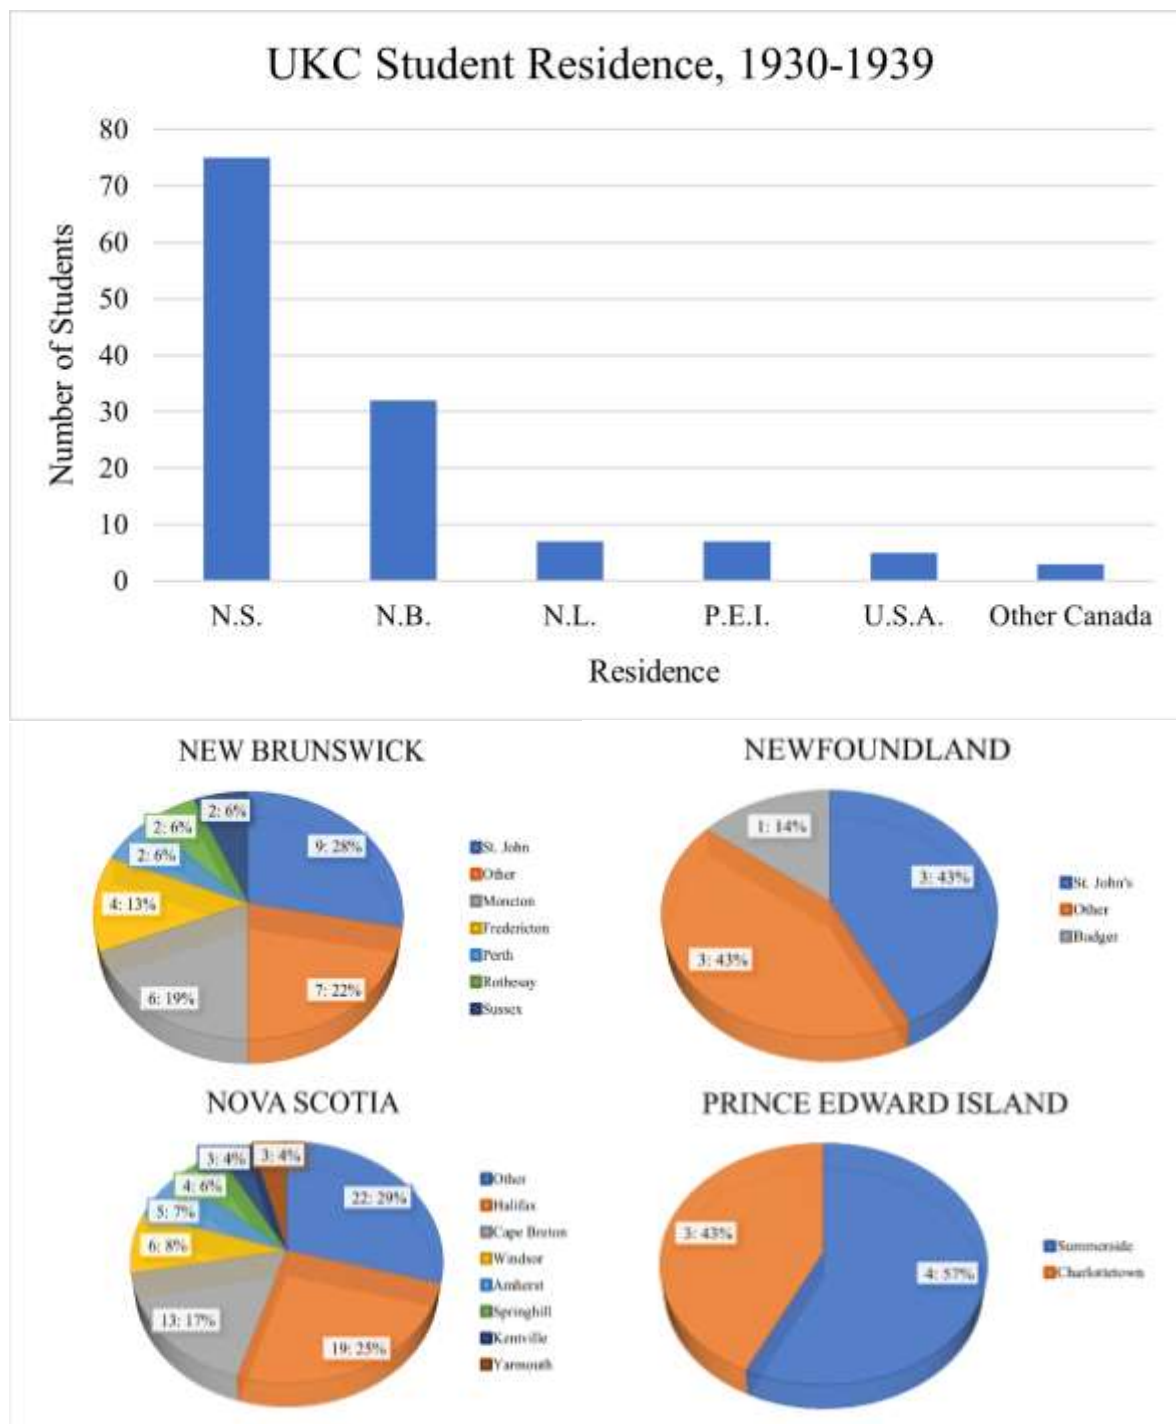 UKC Student Residence, 1930-1939
80
70
60
50
40
30
20
10
0
Number of Students
N.S. N.B. N.L. P.E.I. U.S.A. Other Canada
Residence
NEW BRUNSWICK
2: 6%
2: 6%
2: 6%
4: 13%
6: 19%
9: 28%
7: 22%
St. John
Other
Moncton
Fredericton
Perth
Rothesay
Sussex
NEWFOUNDLAND
1: 14%
3: 43%
3: 43%
St. John's
Other
Badger
NOVA SCOTIA
3: 4%
3: 4%
4: 6%
5: 7%
6: 8%
13: 17%
22: 29%
19: 25%
Other
Halifax
Cape Breton
Windsor
Amherst
Springhill
Kentville
Yarmouth
PRINCE EDWARD ISLAND
3: 43%
4: 57%
Summerside
Charlottetown